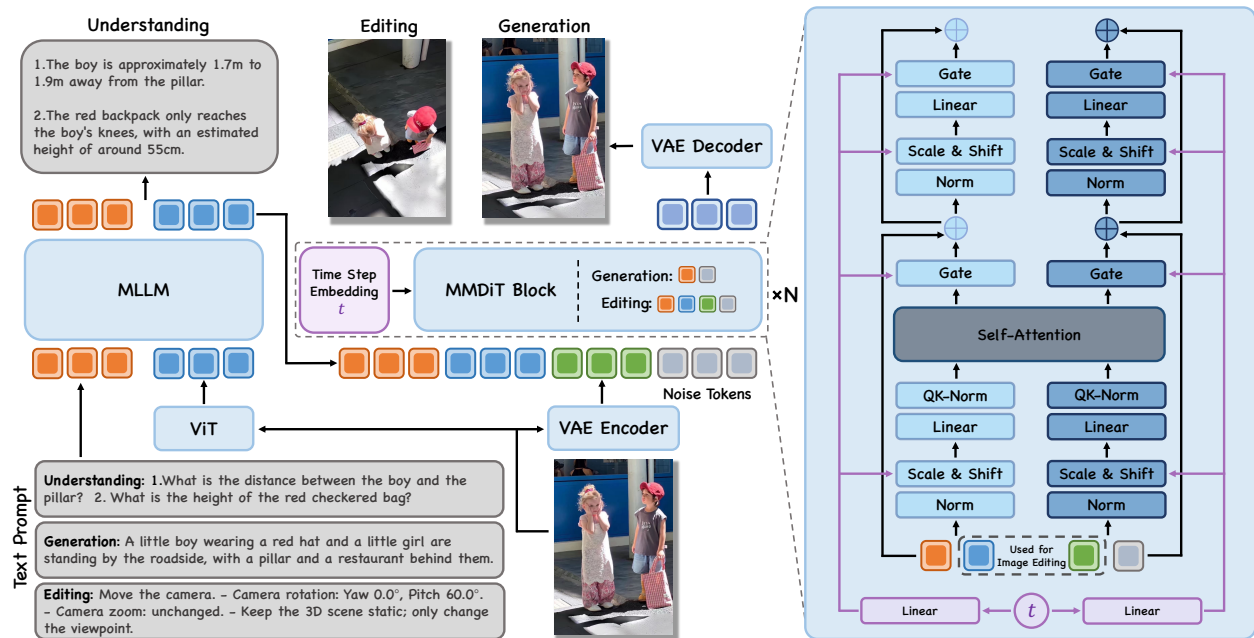 Understanding
1.The boy is approximately 1.7m to
1.9m away from the pillar.
2.The red backpack only reaches
the boy's knees, with an estimated
height of around 55cm.
MLLM
ViT
Text Prompt
Understanding: 1.What is the distance between the boy and the
pillar? 2. What is the height of the red checkered bag?
Generation: A little boy wearing a red hat and a little girl are
standing by the roadside, with a pillar and a restaurant behind them.
Editing: Move the camera. - Camera rotation: Yaw 0.0°, Pitch 60.0°.
- Camera zoom: unchanged. - Keep the 3D scene static; only change
the viewpoint.
Editing
Generation
VAE Decoder
Time Step
Embedding
t
MMDiT Block
Generation:
Editing:
×N
Noise Tokens
VAE Encoder
Gate
Gate
Linear
Linear
Scale & Shift
Scale & Shift
Norm
Norm
Gate
Gate
Self-Attention
QK-Norm
QK-Norm
Linear
Linear
Scale & Shift
Scale & Shift
Norm
Norm
Used for
Image Editing
Linear
t
Linear